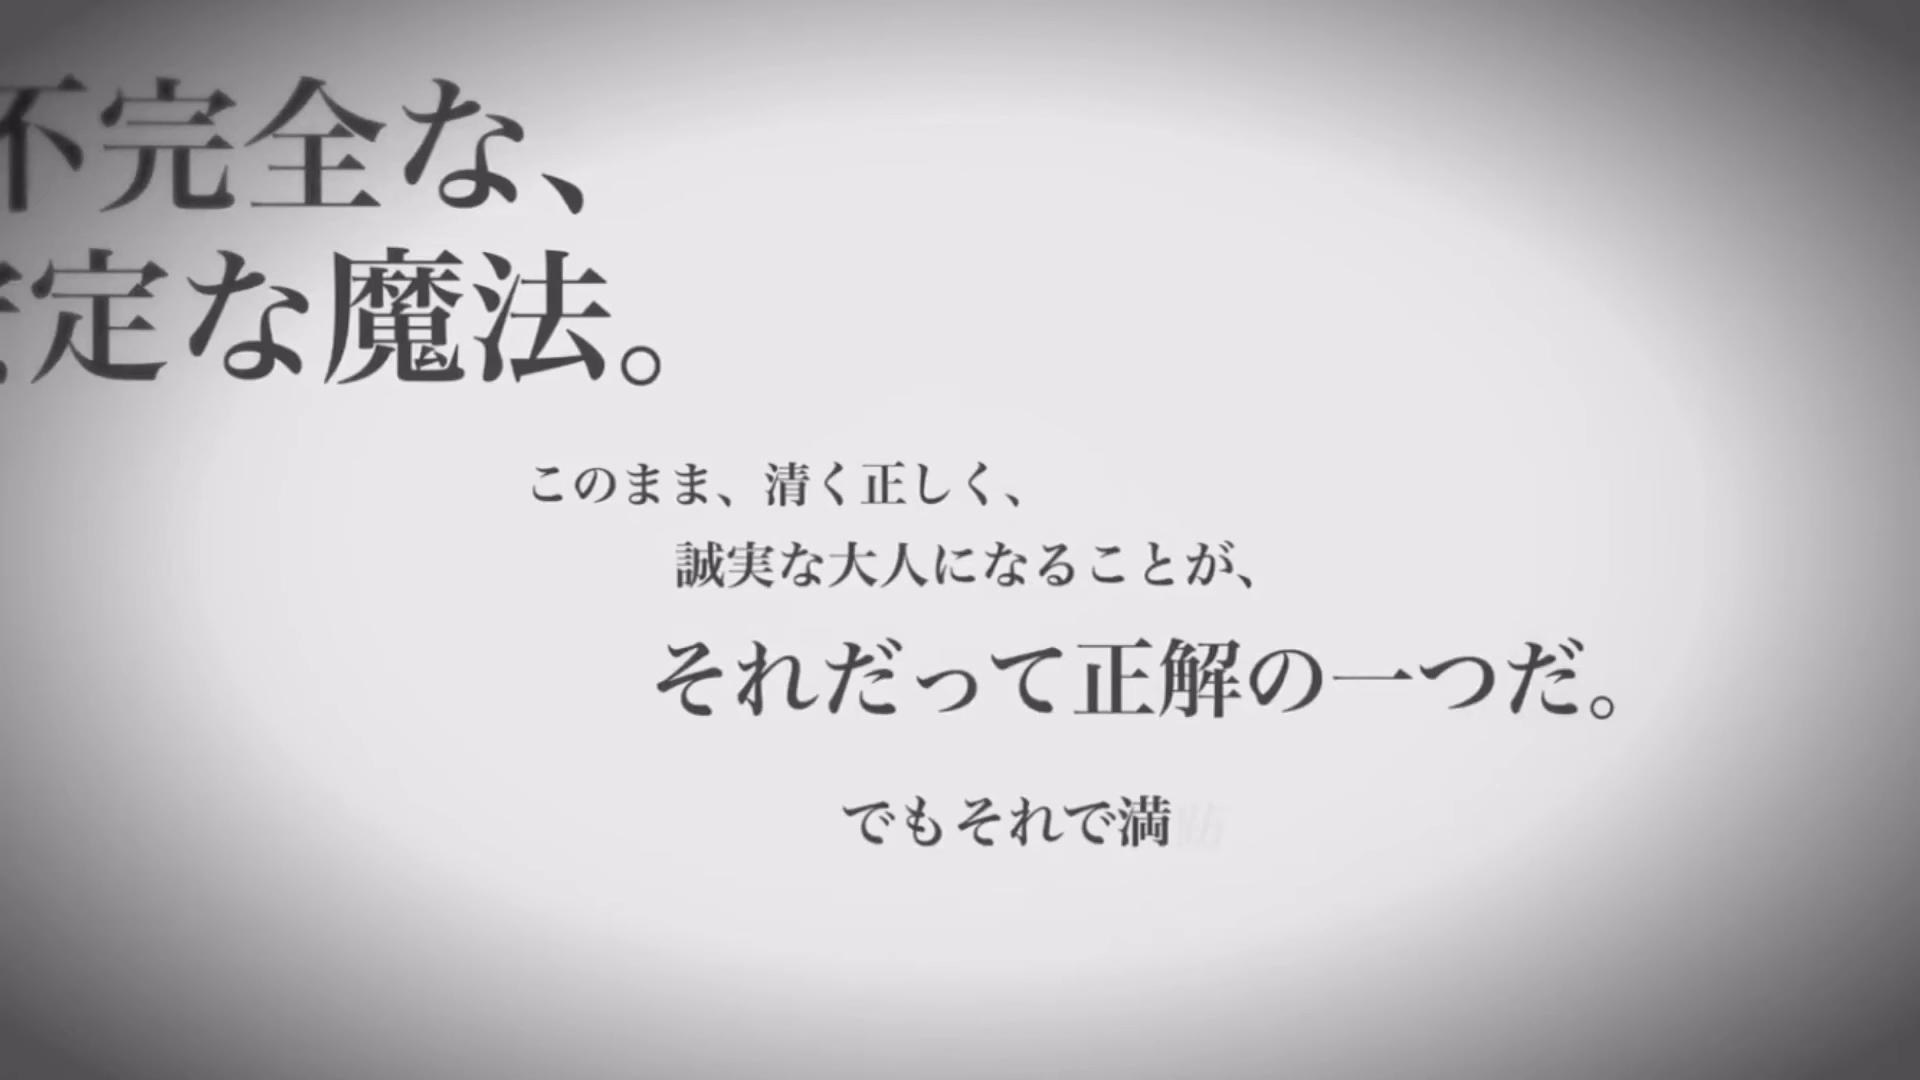 不完全な、
定な魔法。
このまま、清く正しく、
誠実な大人になることが、
それだって正解の一つだ。
でもそれで満